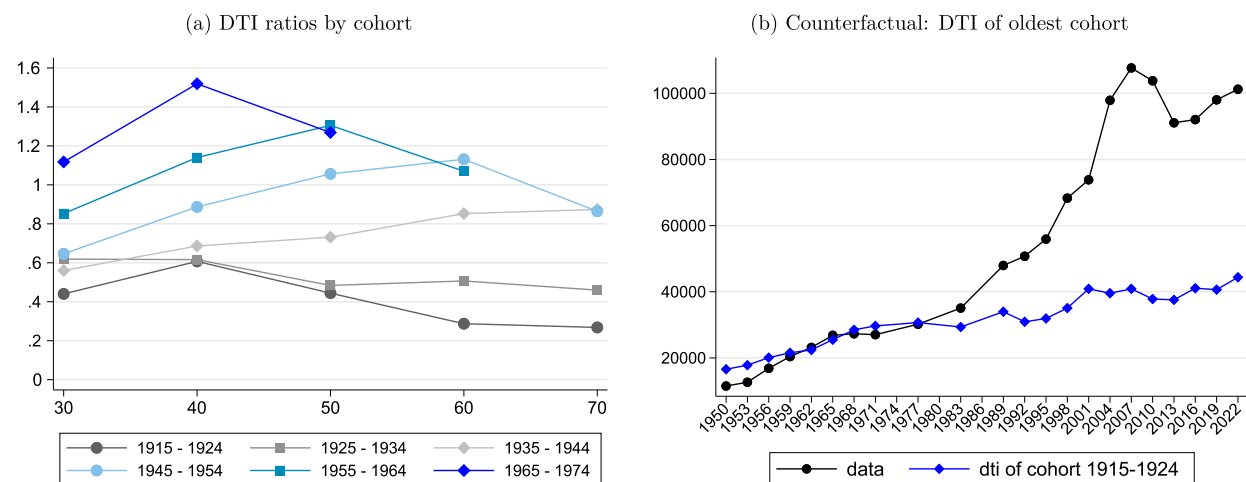 (a) DTI ratios by cohort
1.6
1.4
1.2
1
.8
.6
.4
.2
0
30 40 50 60 70
1915 - 1924 1925 - 1934 1935 - 1944
1945 - 1954 1955 - 1964 1965 - 1974
(b) Counterfactual: DTI of oldest cohort
100000
80000
60000
40000
20000
1950 1953 1956 1959 1962 1965 1968 1971 1974 1977 1980 1983 1986 1989 1992 1995 1998 2001 2004 2007 2010 2013 2016 2019 2022
data dti of cohort 1915-1924